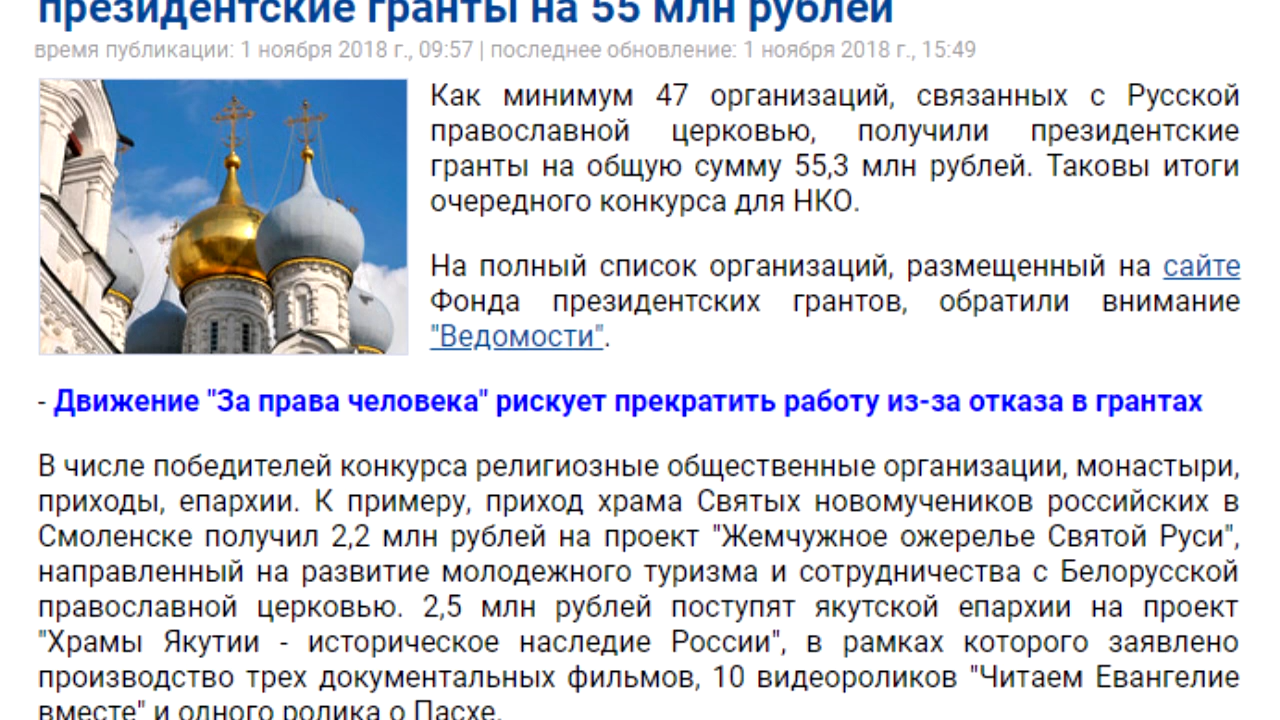 президентские гранты на 55 млн рублей
время публикации: 1 ноября 2018 г., 09:57 | последнее обновление: 1 ноября 2018 г., 15:49
Как минимум 47 организаций, связанных с Русской
православной церковью, получили президентские
гранты на общую сумму 55,3 млн рублей. Таковы итоги
очередного конкурса для НКО.
На полный список организаций, размещенный на сайте
Фонда президентских грантов, обратили внимание
"Ведомости".
- Движение "За права человека" рискует прекратить работу из-за отказа в грантах
В числе победителей конкурса религиозные общественные организации, монастыри,
приходы, епархии. К примеру, приход храма Святых новомучеников российских в
Смоленске получил 2,2 млн рублей на проект "Жемчужное ожерелье Святой Руси",
направленный на развитие молодежного туризма и сотрудничества с Белорусской
православной церковью. 2,5 млн рублей поступят якутской епархии на проект
"Храмы Якутии - историческое наследие России", в рамках которого заявлено
производство трех документальных фильмов, 10 видеороликов "Читаем Евангелие
вместе" и одного ролика о Пасхе.